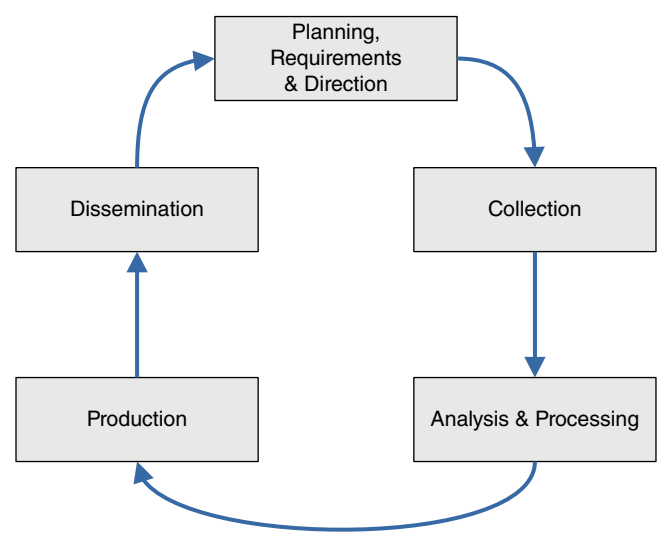 Planning,
Requirements
& Direction
Dissemination
Collection
Production
Analysis & Processing